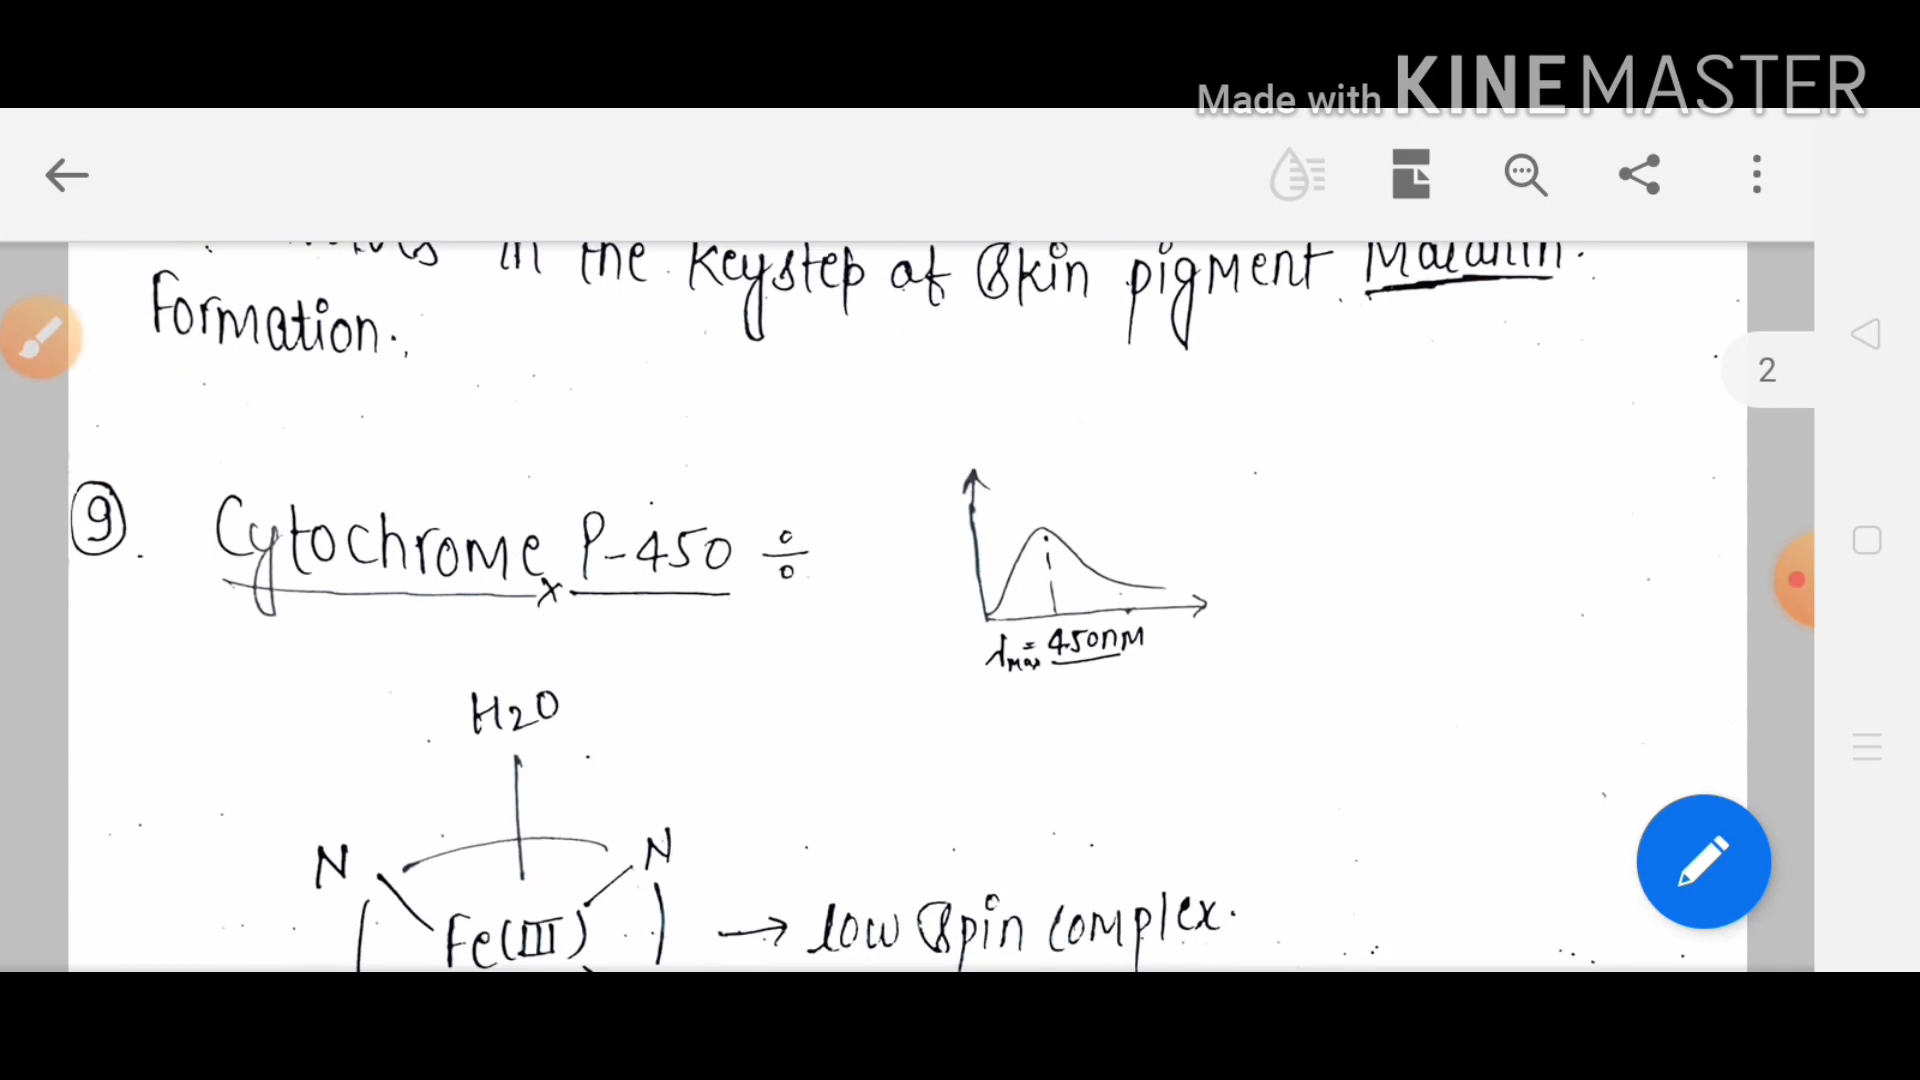 Made with KINEMASTER
in the Keystep of Skin pigment Malanin.
Formation.
2
9. Cytochrome P-450 ÷
λmax = 450nm
H2O
N N
Fe(III) → low Spin complex.